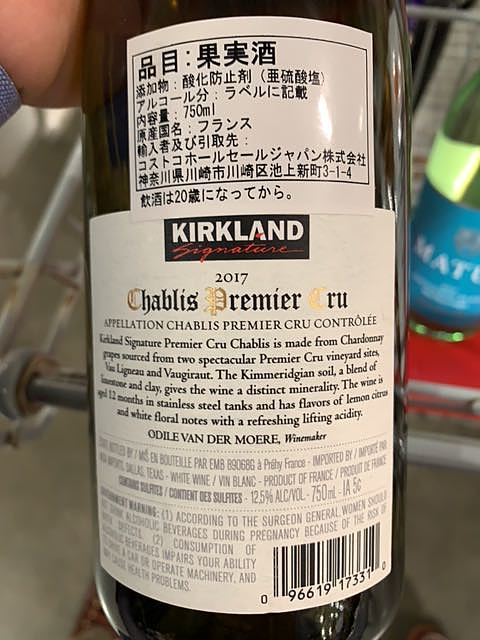 品目:果実酒
添加物:酸化防止剤(亜硫酸塩)
アルコール分:ラベルに記載
内容量:750ml
原産国名:フランス
輸入者及び引取先:
コストコホールセールジャパン株式会社
神奈川県川崎市川崎区池上新町3-1-4
飲酒は20歳になってから。
KIRKLAND
Signature
2017
Chablis Premier Cru
APPELLATION CHABLIS PREMIER CRU CONTRÔLÉE
Kirkland Signature Premier Cru Chablis is made from Chardonnay
grapes sourced from two spectacular Premier Cru vineyard sites,
Vau Ligneau and Vaugiraut. The Kimmeridgian soil, a blend of
limestone and clay, gives the wine a distinct minerality. The wine is
aged 12 months in stainless steel tanks and has flavors of lemon citrus
and white floral notes with a refreshing lifting acidity.
ODILE VAN DER MOERE, Winemaker
BOTTLED BY / MIS EN BOUTEILLE PAR EMB 89068G à Préhy France - IMPORTED BY / IMPORTÉ PAR
IMPORTS, DALLAS, TEXAS - WHITE WINE / VIN BLANC - PRODUCT OF FRANCE / PRODUIT DE FRANCE
CONTAINS SULFITES / CONTIENT DES SULFITES - 12,5% ALC/VOL - 750 mL - IA 5G
GOVERNMENT WARNING: (1) ACCORDING TO THE SURGEON GENERAL, WOMEN SHOULD
NOT DRINK ALCOHOLIC BEVERAGES DURING PREGNANCY BECAUSE OF THE RISK OF
DEFECTS. (2) CONSUMPTION OF
ALCOHOLIC BEVERAGES IMPAIRS YOUR ABILITY
TO DRIVE A CAR OR OPERATE MACHINERY, AND
MAY CAUSE HEALTH PROBLEMS.
0 96619 17331 0
MATU